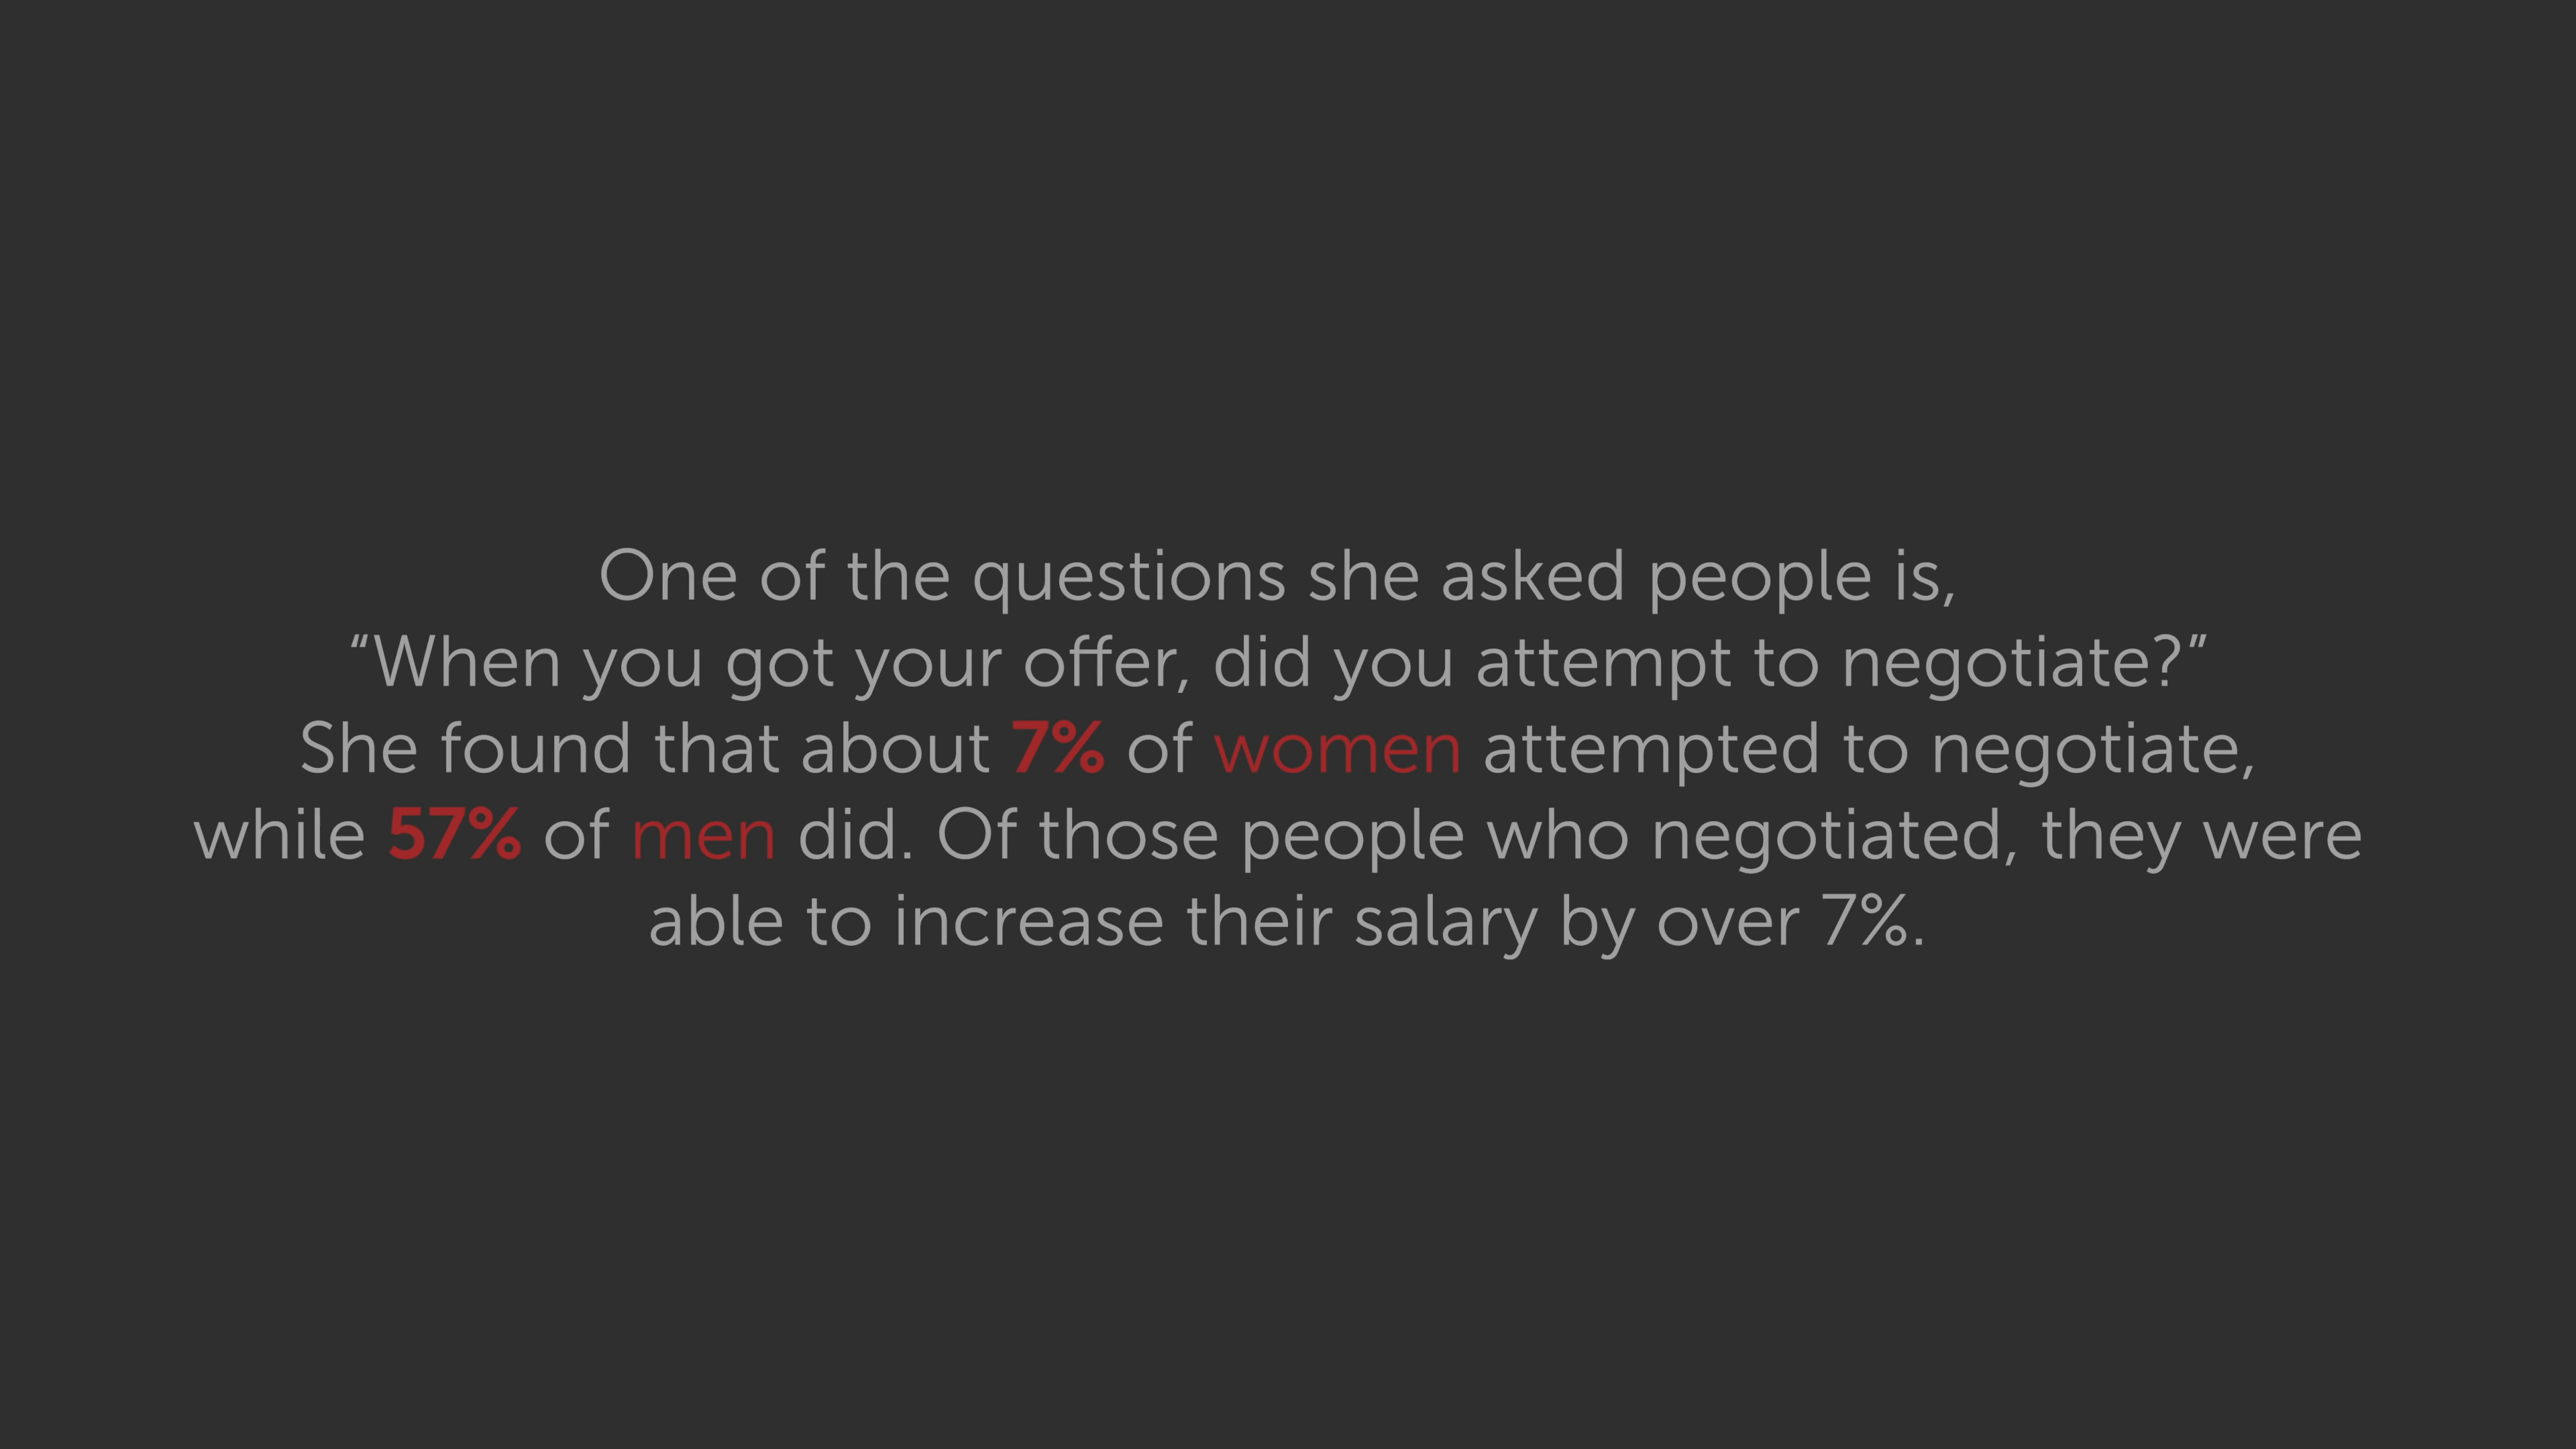 One of the questions she asked people is,
“When you got your offer, did you attempt to negotiate?”
She found that about 7% of women attempted to negotiate,
while 57% of men did. Of those people who negotiated, they were
able to increase their salary by over 7%.